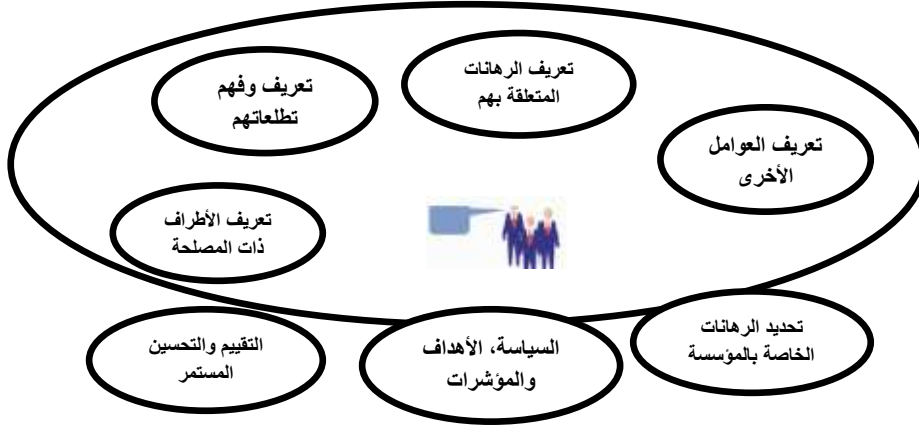 تعريف الرهانات
المتعلقة بهم
تعريف وفهم
تطلعاتهم
تعريف العوامل
الأخرى
تعريف الأطراف
ذات المصلحة
تحديد الرهانات
الخاصة بالمؤسسة
السياسة، الأهداف
والمؤشرات
التقييم والتحسين
المستمر